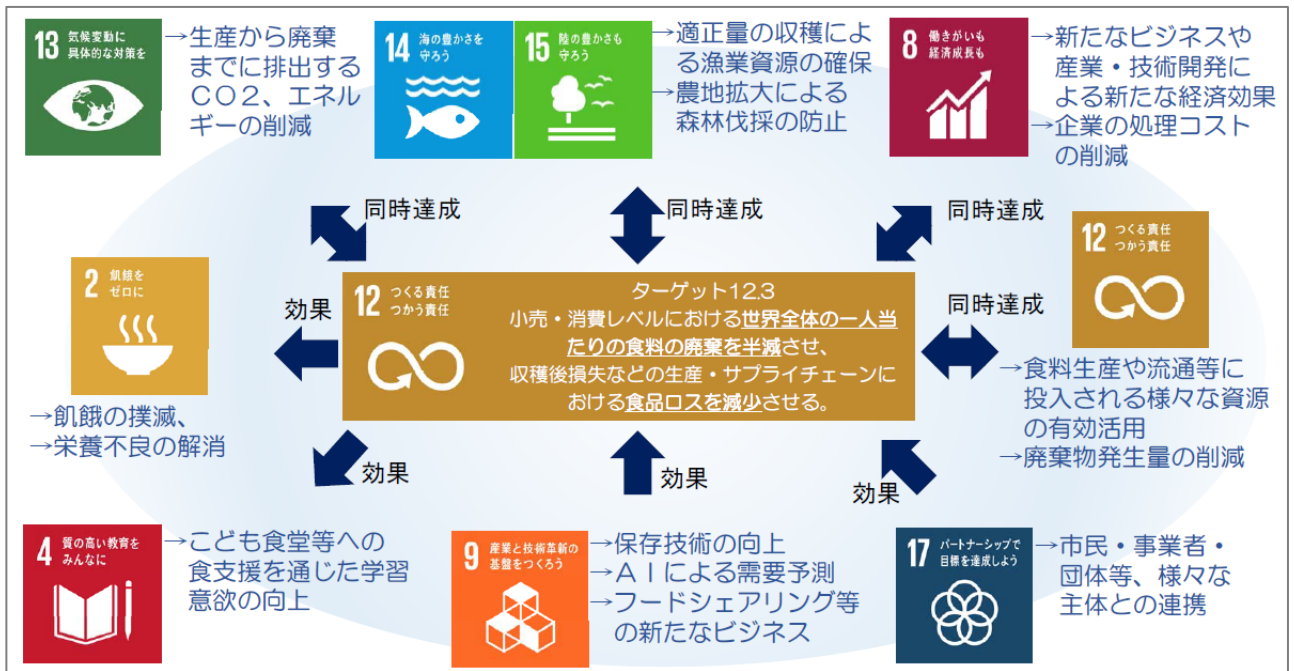 13 気候変動に
具体的な対策を
→生産から廃棄
までに排出する
CO2、エネル
ギーの削減
14 海の豊かさを
守ろう
15 陸の豊かさも
守ろう
→適正量の収穫によ
る漁業資源の確保
→農地拡大による
森林伐採の防止
8 働きがいも
経済成長も
→新たなビジネスや
産業・技術開発に
よる新たな経済効果
→企業の処理コスト
の削減
同時達成
同時達成
同時達成
2 飢餓を
ゼロに
→飢餓の撲滅、
→栄養不良の解消
効果
12 つくる責任
つかう責任
ターゲット12.3
小売・消費レベルにおける世界全体の一人当
たりの食料の廃棄を半減させ、
収穫後損失などの生産・サプライチェーンに
おける食品ロスを減少させる。
同時達成
12 つくる責任
つかう責任
→食料生産や流通等に
投入される様々な資源
の有効活用
→廃棄物発生量の削減
効果
効果
効果
4 質の高い教育を
みんなに
→こども食堂等への
食支援を通じた学習
意欲の向上
9 産業と技術革新の
基盤をつくろう
→保存技術の向上
→AIによる需要予測
→フードシェアリング等
の新たなビジネス
17 パートナーシップで
目標を達成しよう
→市民・事業者・
団体等、様々な
主体との連携